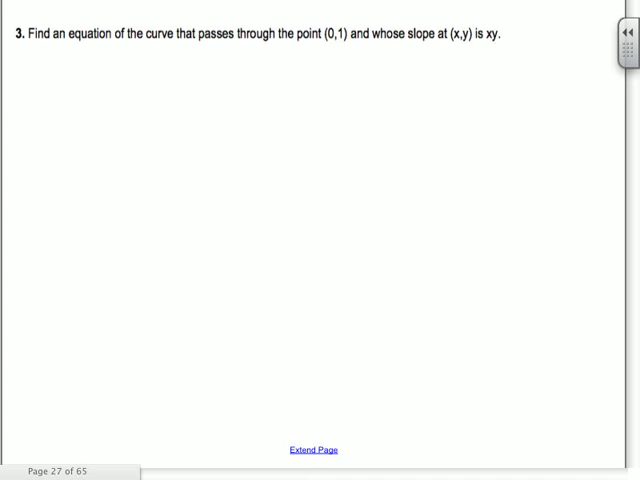 3. Find an equation of the curve that passes through the point (0,1) and whose slope at (x,y) is xy.
Extend Page
Page 27 of 65